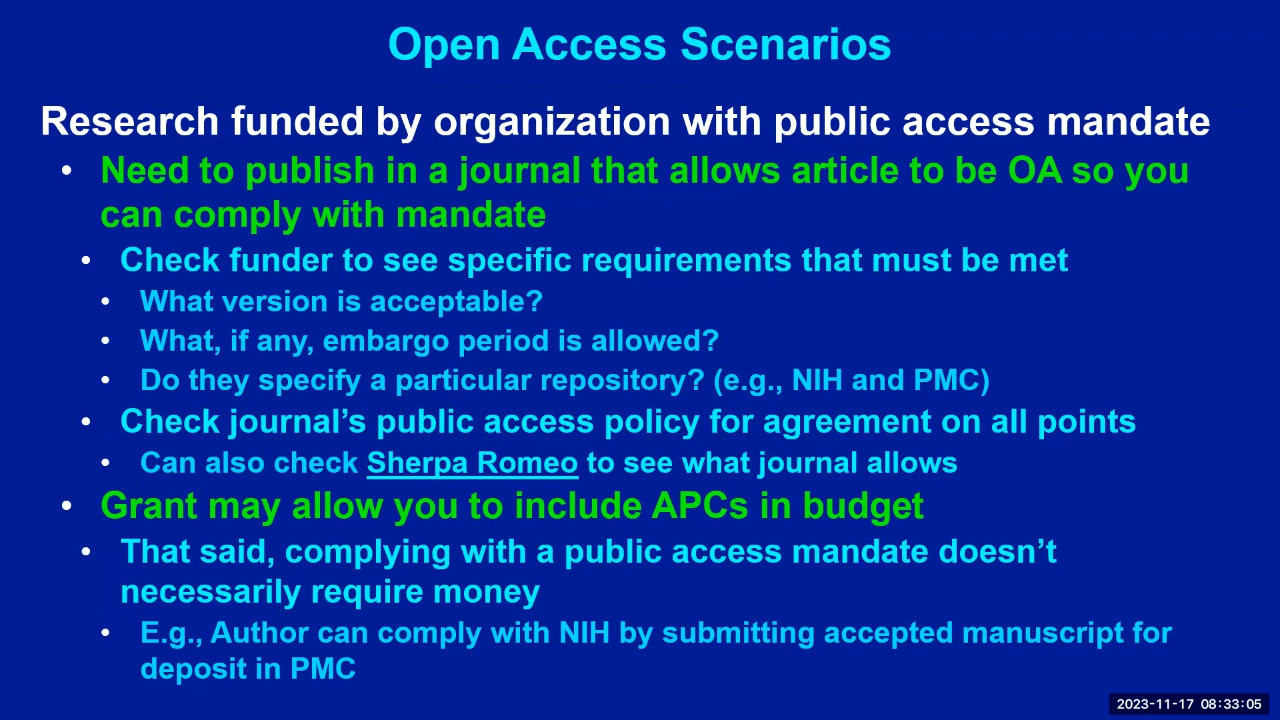 Open Access Scenarios
Research funded by organization with public access mandate
• Need to publish in a journal that allows article to be OA so you
can comply with mandate
• Check funder to see specific requirements that must be met
• What version is acceptable?
• What, if any, embargo period is allowed?
• Do they specify a particular repository? (e.g., NIH and PMC)
• Check journal’s public access policy for agreement on all points
• Can also check Sherpa Romeo to see what journal allows
• Grant may allow you to include APCs in budget
• That said, complying with a public access mandate doesn’t
necessarily require money
• E.g., Author can comply with NIH by submitting accepted manuscript for
deposit in PMC
2023-11-17 08:33:05